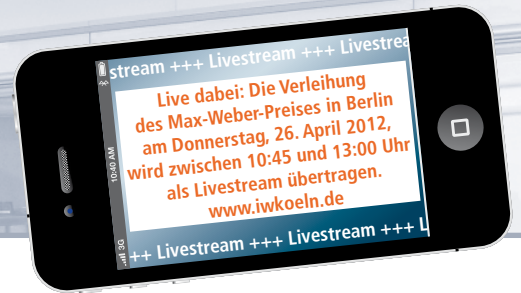 stream +++ Livestream +++ Livestrea
Live dabei: Die Verleihung
des Max-Weber-Preises in Berlin
am Donnerstag, 26. April 2012,
wird zwischen 10:45 und 13:00 Uhr
als Livestream übertragen.
www.iwkoeln.de
++ Livestream +++ Livestream +++ L
10:40 AM
3G